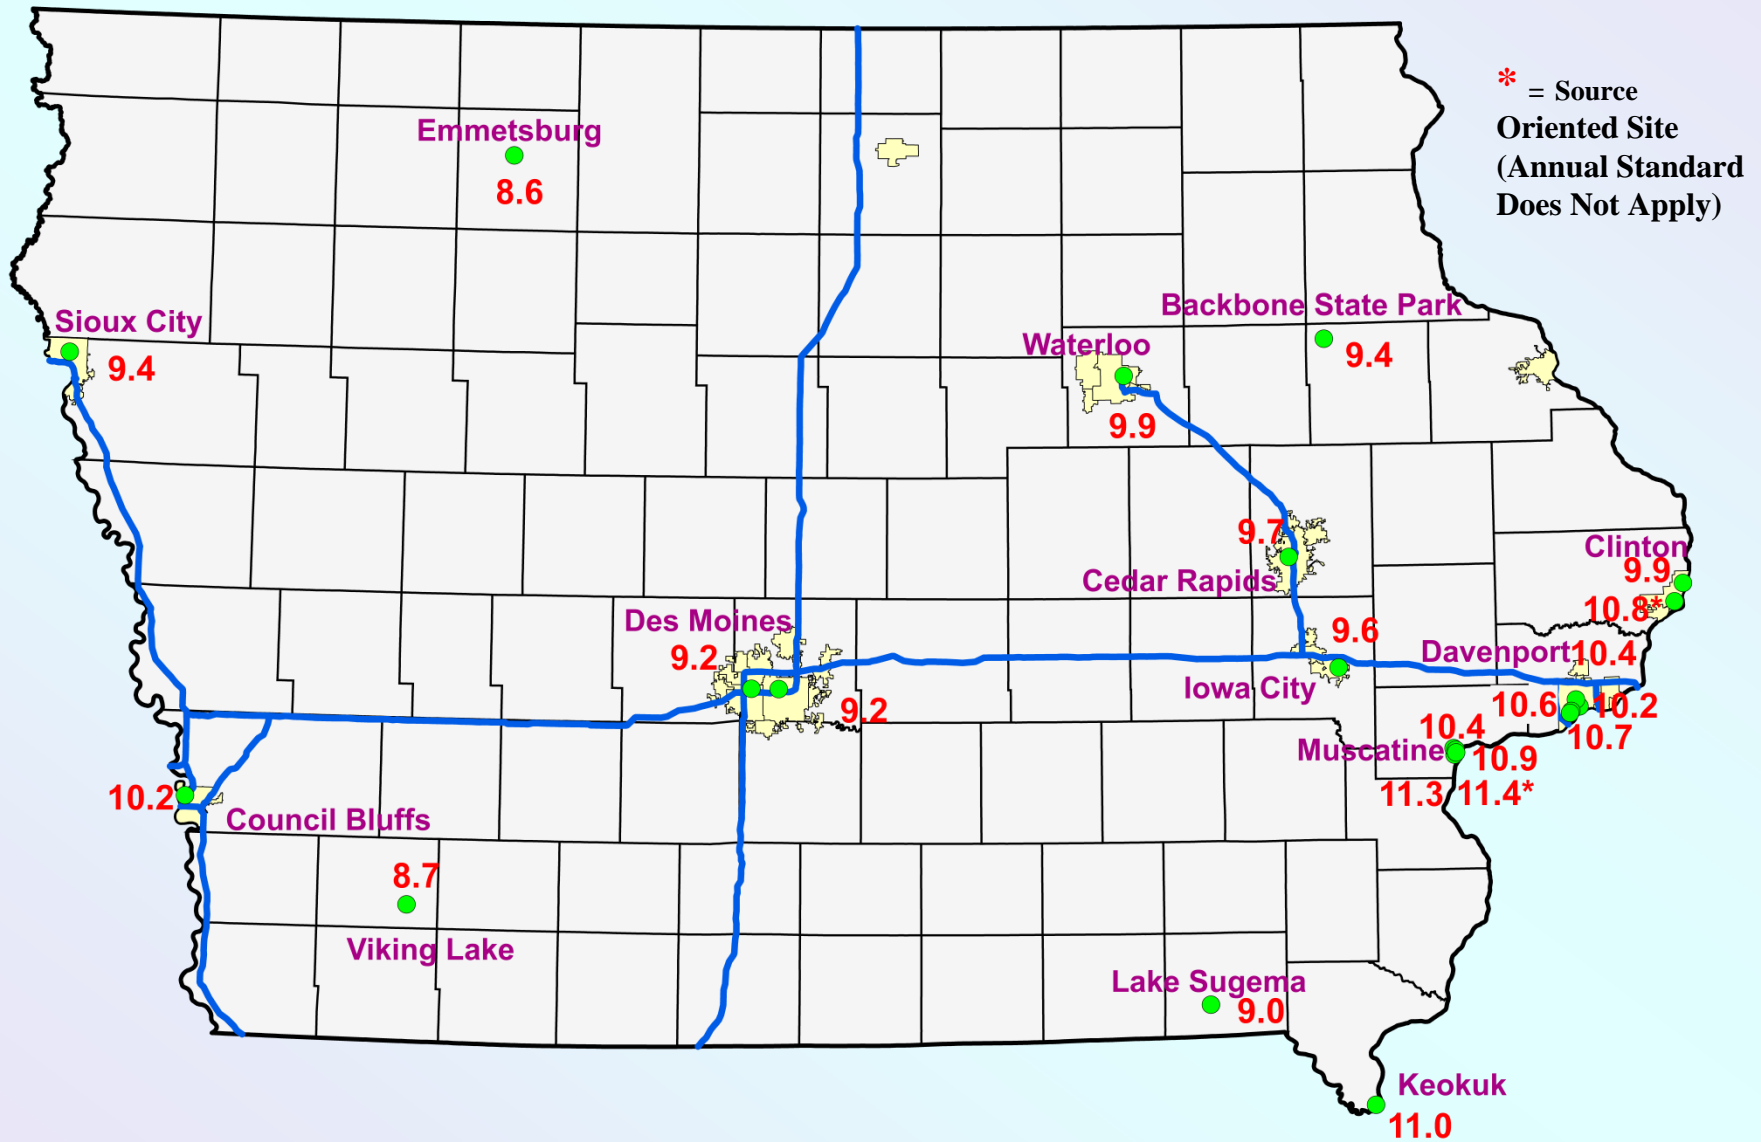 * = Source
Oriented Site
(Annual Standard
Does Not Apply)
Emmetsburg
8.6
Sioux City
9.4
Backbone State Park
9.4
Waterloo
9.9
9.7
Cedar Rapids
Clinton
9.9
10.8*
Des Moines
9.2
9.2
9.6
Iowa City
Davenport
10.4
10.6
10.2
10.7
10.4
Muscatine
10.9
11.3
11.4*
10.2
Council Bluffs
8.7
Viking Lake
Lake Sugema
9.0
Keokuk
11.0